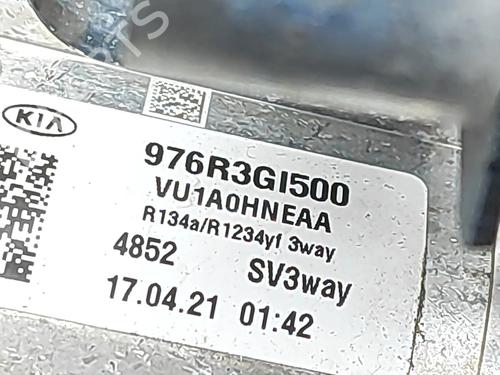 KIA
976R3GI500
VU1A0HNEAA
R134a/R1234yf 3way
4852 SV3way
17.04.21 01:42